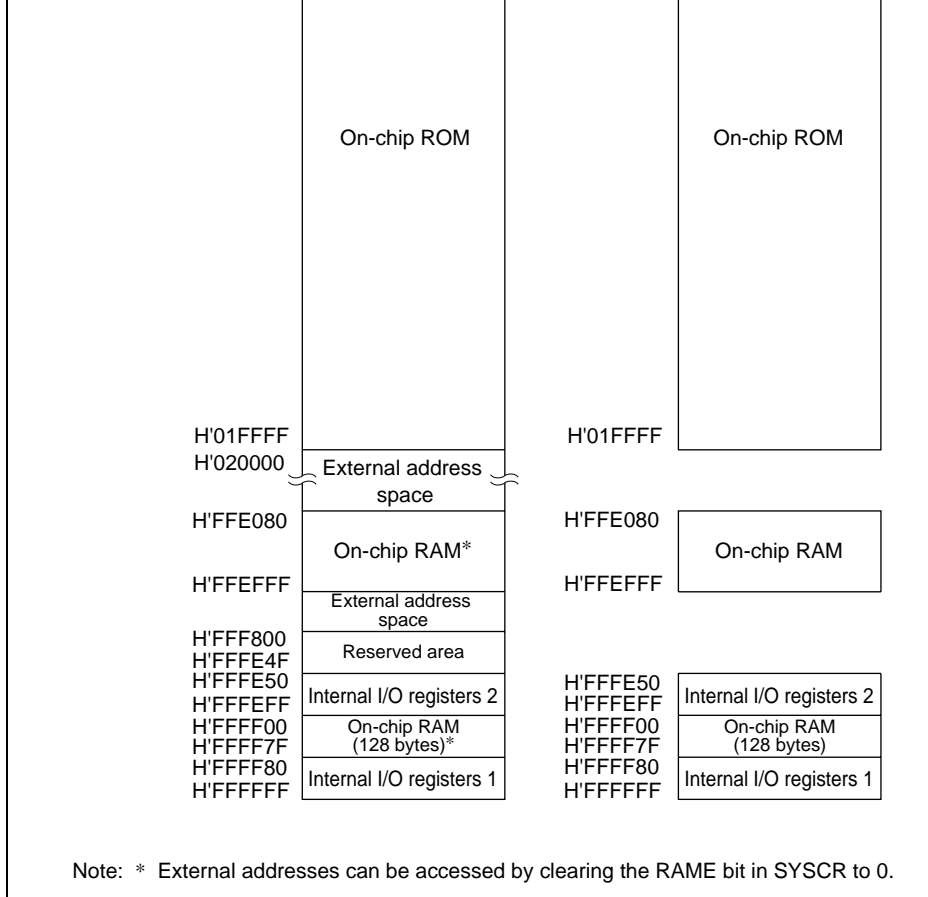 On-chip ROM
On-chip ROM
H'01FFFF
H'01FFFF
H'020000
External address
space
H'FFE080
H'FFE080
On-chip RAM*
On-chip RAM
H'FFEFFF
H'FFEFFF
External address
space
H'FFF800
Reserved area
H'FFFE4F
H'FFFE50
H'FFFE50
Internal I/O registers 2
Internal I/O registers 2
H'FFFEFF
H'FFFEFF
H'FFFF00
On-chip RAM
H'FFFF00
On-chip RAM
H'FFFF7F
(128 bytes)*
H'FFFF7F
(128 bytes)
H'FFFF80
H'FFFF80
Internal I/O registers 1
Internal I/O registers 1
H'FFFFFF
H'FFFFFF
Note: * External addresses can be accessed by clearing the RAME bit in SYSCR to 0.